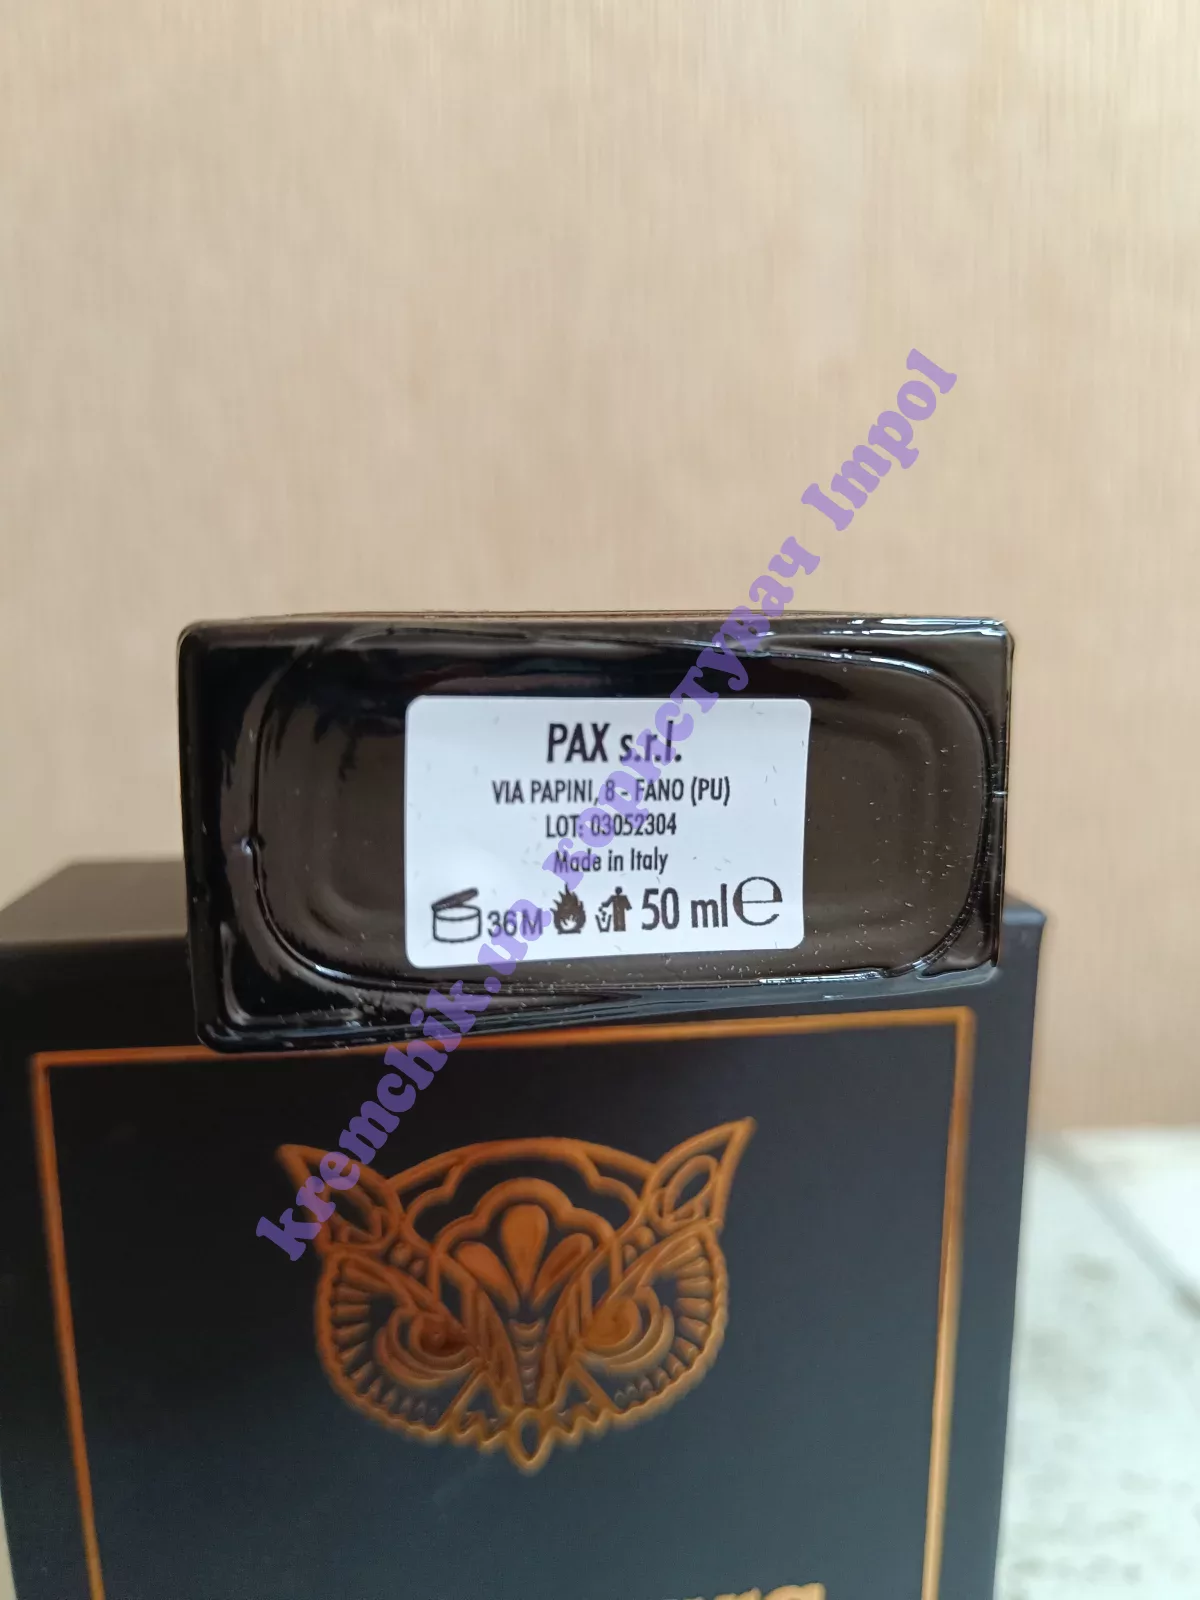 PAX s.r.l.
VIA PAPINI, 8 - FANO (PU)
LOT: 03052304
Made in Italy
36M 50 ml ℮
kremchik.ua користувач Impol